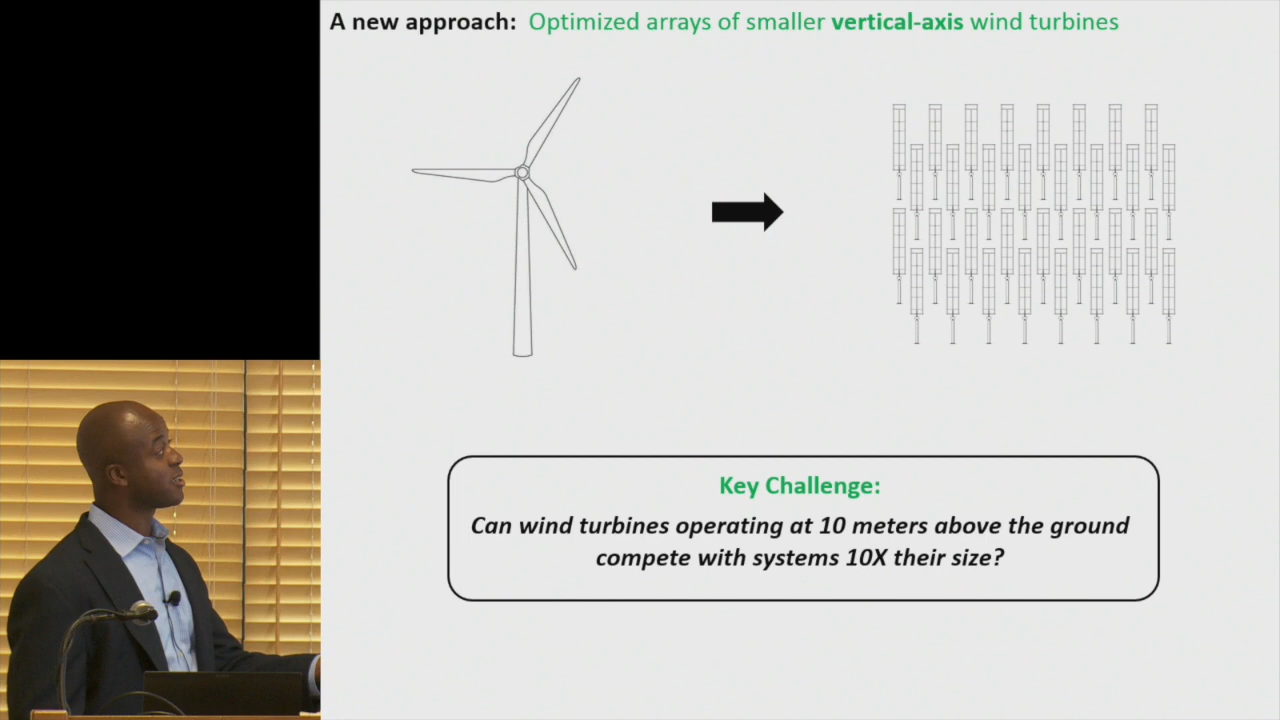 A new approach: Optimized arrays of smaller vertical-axis wind turbines
Key Challenge:
Can wind turbines operating at 10 meters above the ground
compete with systems 10X their size?